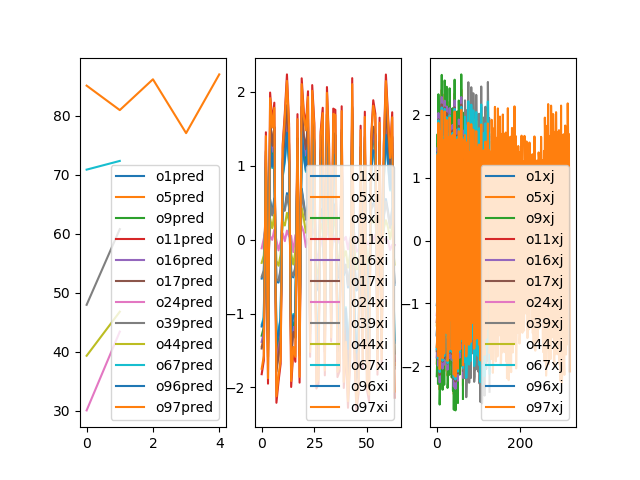 80
70
60
50
40
30
0
2
4
o1pred
o5pred
o9pred
o11pred
o16pred
o17pred
o24pred
o39pred
o44pred
o67pred
o96pred
o97pred
2
1
0
−1
−2
0
25
50
o1xi
o5xi
o9xi
o11xi
o16xi
o17xi
o24xi
o39xi
o44xi
o67xi
o96xi
o97xi
2
1
0
−1
−2
0
200
o1xj
o5xj
o9xj
o11xj
o16xj
o17xj
o24xj
o39xj
o44xj
o67xj
o96xj
o97xj